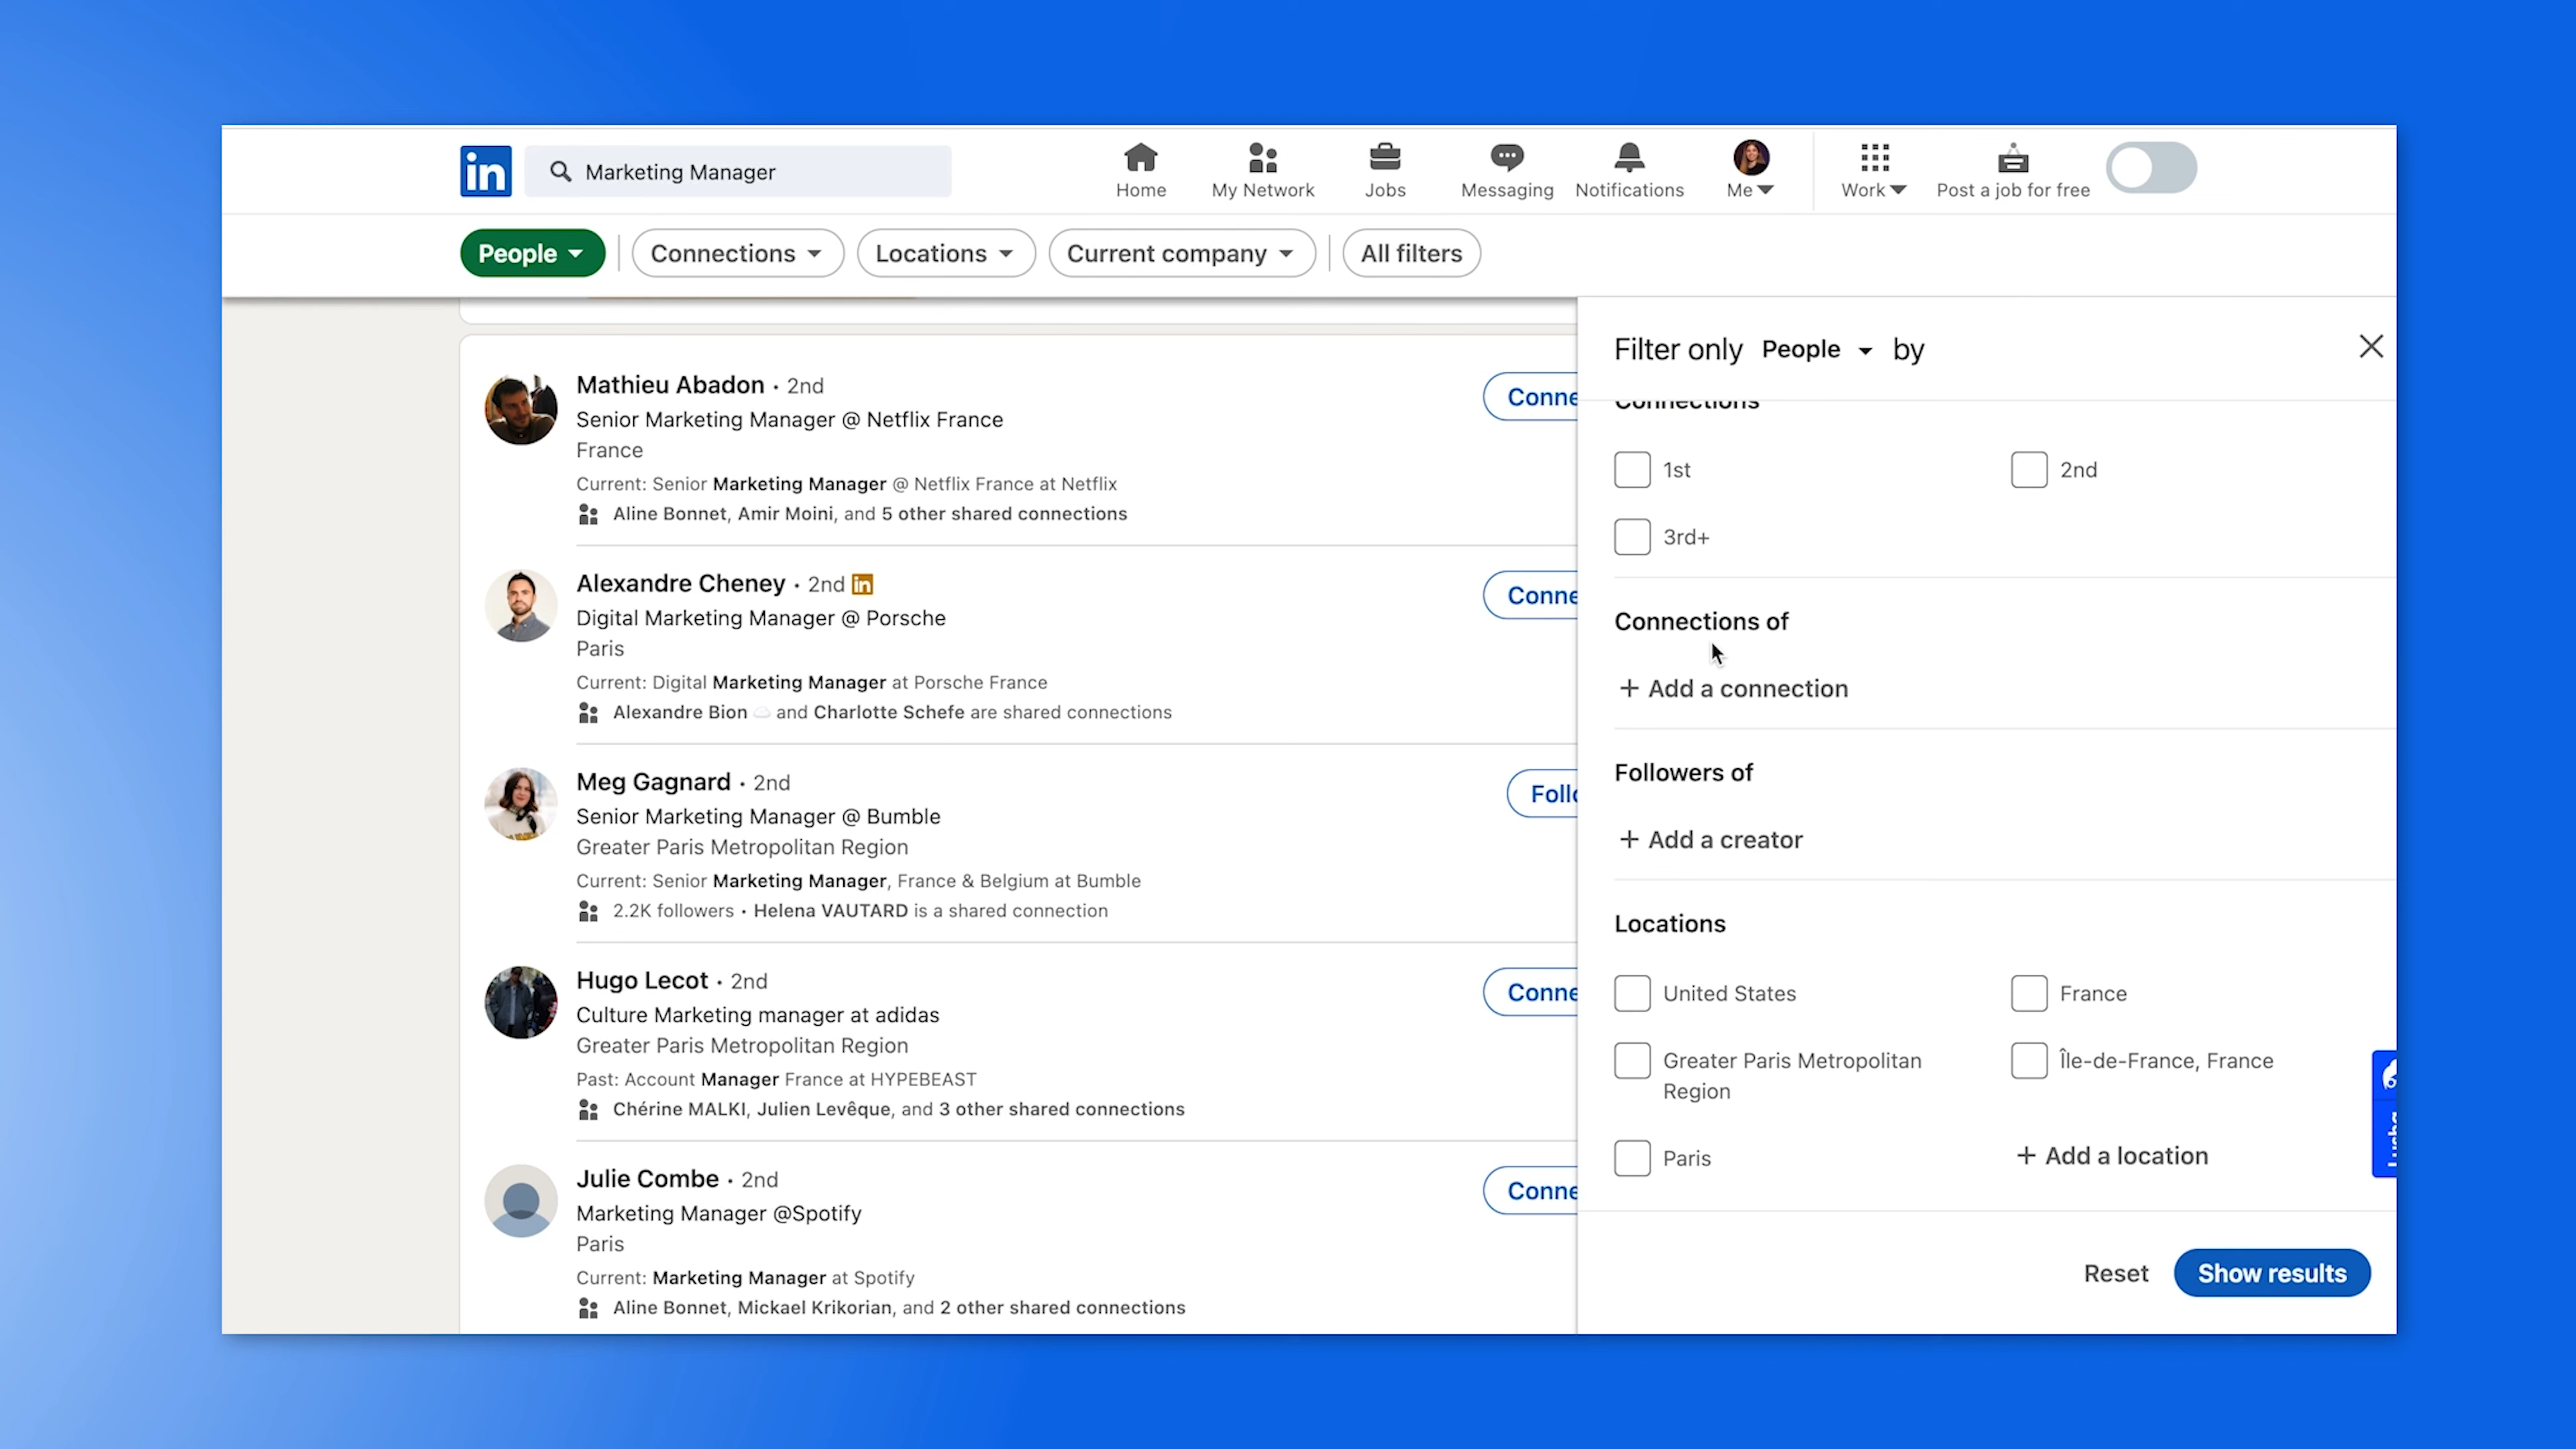 in
Marketing Manager
Home
My Network
Jobs
Messaging
Notifications
Me
Work
Post a job for free
People
Connections
Locations
Current company
All filters
Mathieu Abadon • 2nd
Senior Marketing Manager @ Netflix France
France
Current: Senior Marketing Manager @ Netflix France at Netflix
Aline Bonnet, Amir Moini, and 5 other shared connections
Conne
Alexandre Cheney • 2nd in
Digital Marketing Manager @ Porsche
Paris
Current: Digital Marketing Manager at Porsche France
Alexandre Bion and Charlotte Schefe are shared connections
Conne
Meg Gagnard • 2nd
Senior Marketing Manager @ Bumble
Greater Paris Metropolitan Region
Current: Senior Marketing Manager, France & Belgium at Bumble
2.2K followers • Helena VAUTARD is a shared connection
Follo
Hugo Lecot • 2nd
Culture Marketing manager at adidas
Greater Paris Metropolitan Region
Past: Account Manager France at HYPEBEAST
Chérine MALKI, Julien Levêque, and 3 other shared connections
Conne
Julie Combe • 2nd
Marketing Manager @Spotify
Paris
Current: Marketing Manager at Spotify
Aline Bonnet, Mickael Krikorian, and 2 other shared connections
Conne
Filter only People by
Connections
1st
2nd
3rd+
Connections of
+ Add a connection
Followers of
+ Add a creator
Locations
United States
France
Greater Paris Metropolitan
Region
Île-de-France, France
Paris
+ Add a location
Lusha
Reset
Show results